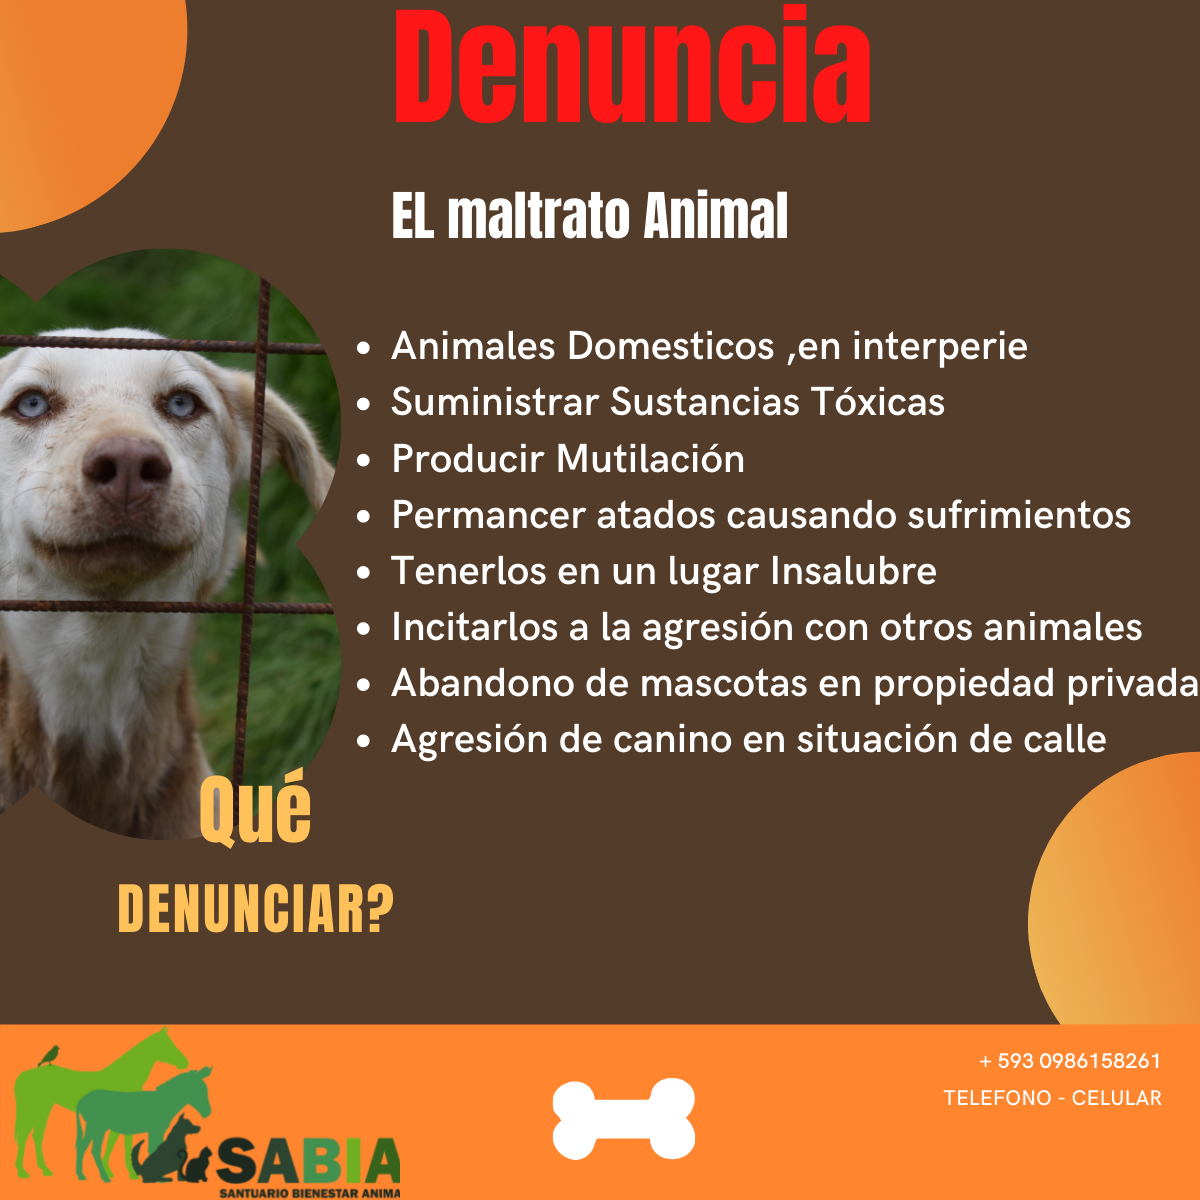 Denuncia
EL maltrato Animal
Animales Domesticos ,en interperie
Suministrar Sustancias Tóxicas
Producir Mutilación
Permancer atados causando sufrimientos
Tenerlos en un lugar Insalubre
Incitarlos a la agresión con otros animales
Abandono de mascotas en propiedad privada
Agresión de canino en situación de calle
Qué
DENUNCIAR?
+ 593 0986158261
TELEFONO - CELULAR
SABIA
SANTUARIO BIENESTAR ANIMA